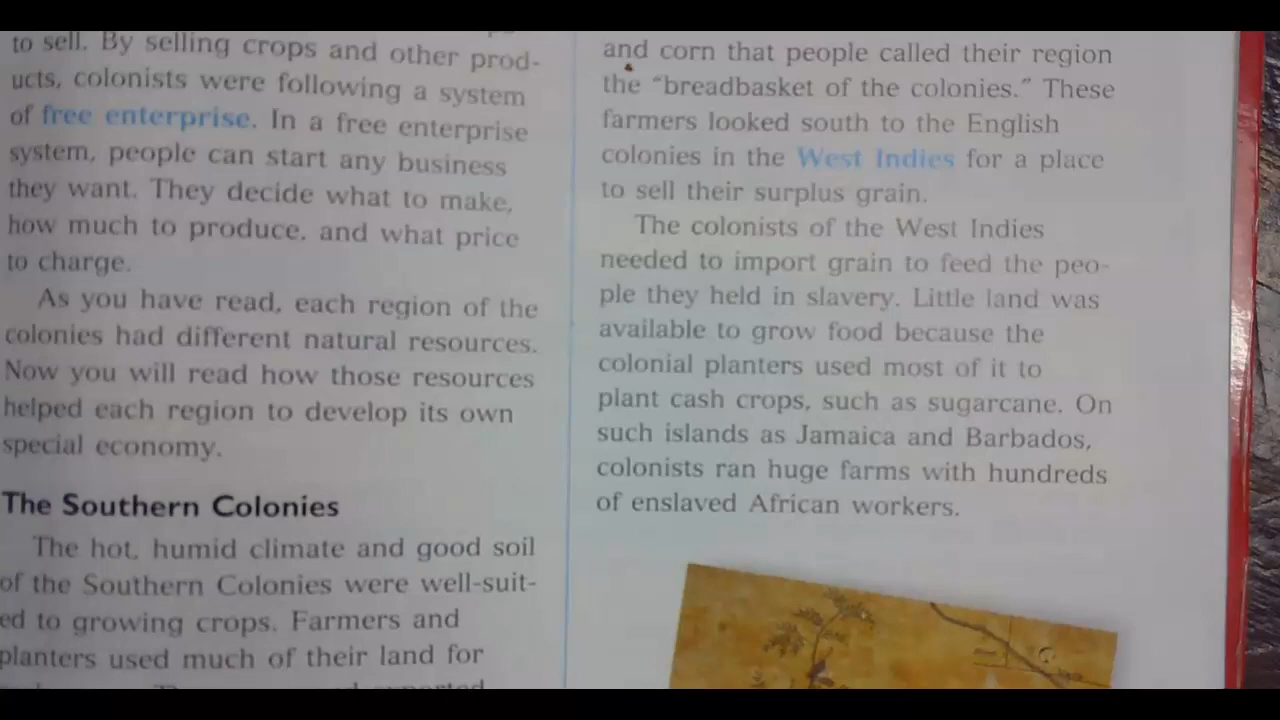 to sell. By selling crops and other prod-
ucts, colonists were following a system
of free enterprise. In a free enterprise
system, people can start any business
they want. They decide what to make,
how much to produce, and what price
to charge.
As you have read, each region of the
colonies had different natural resources.
Now you will read how those resources
helped each region to develop its own
special economy.
The Southern Colonies
The hot, humid climate and good soil
of the Southern Colonies were well-suit-
ed to growing crops. Farmers and
planters used much of their land for
and corn that people called their region
the “breadbasket of the colonies.” These
farmers looked south to the English
colonies in the West Indies for a place
to sell their surplus grain.
The colonists of the West Indies
needed to import grain to feed the peo-
ple they held in slavery. Little land was
available to grow food because the
colonial planters used most of it to
plant cash crops, such as sugarcane. On
such islands as Jamaica and Barbados,
colonists ran huge farms with hundreds
of enslaved African workers.